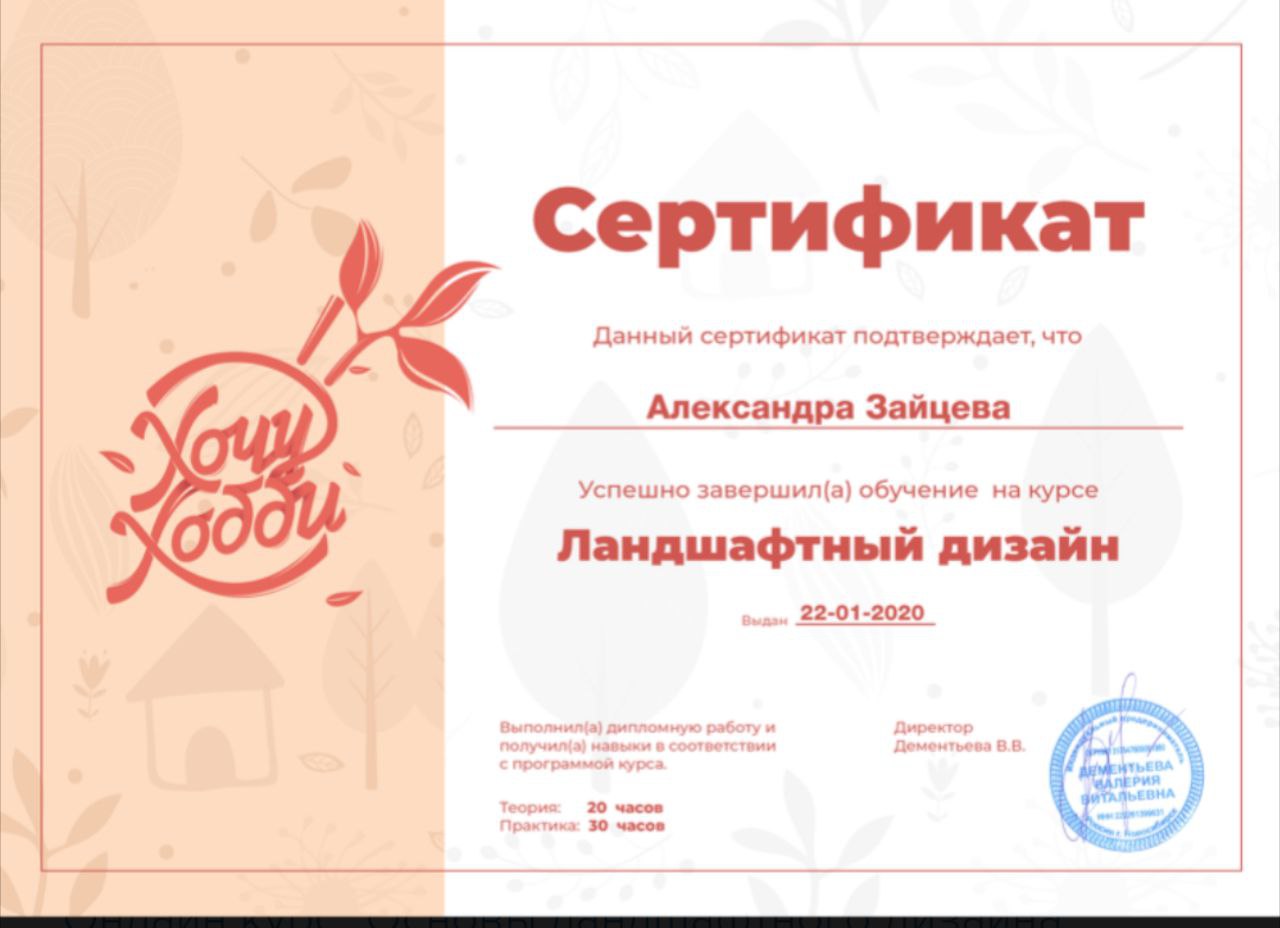 Сертификат
Данный сертификат подтверждает, что
Александра Зайцева
Успешно завершил(а) обучение на курсе
Ландшафтный дизайн
Выдан 22-01-2020
Хочу
Хобби
Выполнил(а) дипломную работу и
получил(а) навыки в соответствии
с программой курса.
Теория: 20 часов
Практика: 30 часов
Директор
Дементьева В.В.
Индивидуальный предприниматель
ДЕМЕНТЬЕВА
ВАЛЕРИЯ
ВИТАЛЬЕВНА
ИНН
г. Новосибирск